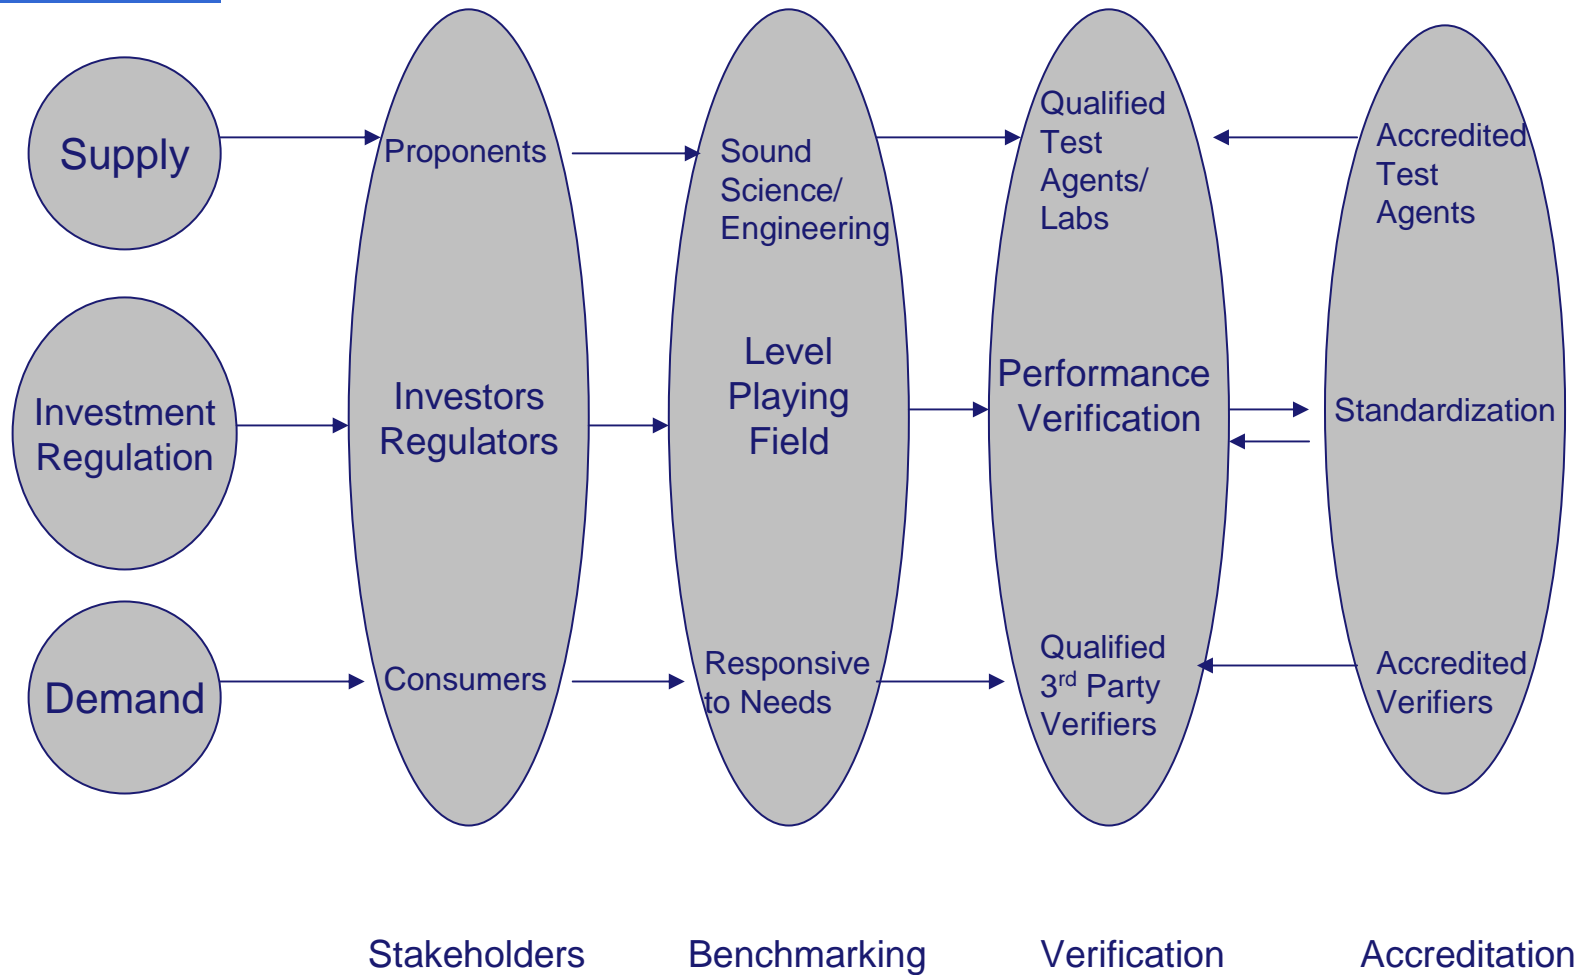 Supply
Investment
Regulation
Demand
Proponents
Investors
Regulators
Consumers
Sound
Science/
Engineering
Level
Playing
Field
Responsive
to Needs
Qualified
Test
Agents/
Labs
Performance
Verification
Qualified
3rd Party
Verifiers
Accredited
Test
Agents
Standardization
Accredited
Verifiers
Stakeholders
Benchmarking
Verification
Accreditation